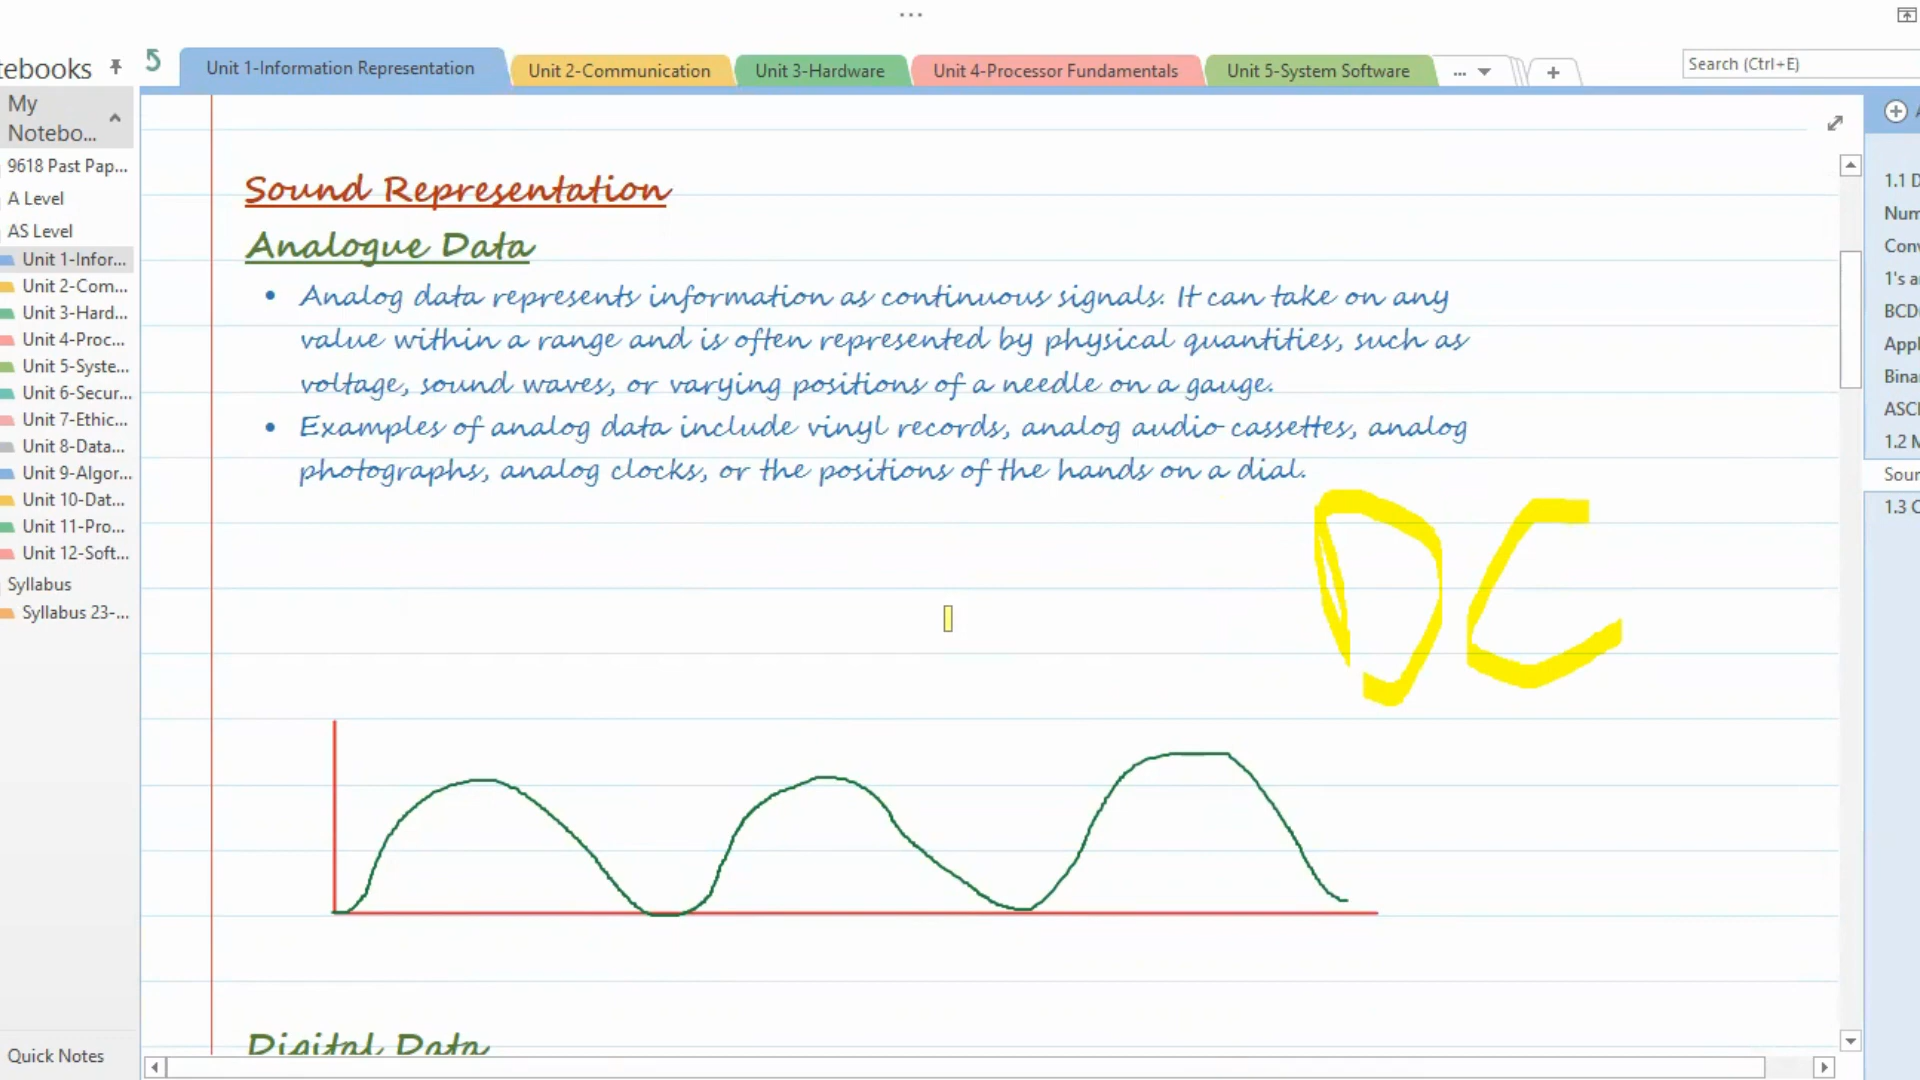 ...
tebooks
Unit 1-Information Representation
Unit 2-Communication
Unit 3-Hardware
Unit 4-Processor Fundamentals
Unit 5-System Software
...
Search (Ctrl+E)
My
Notebo...
9618 Past Pap...
A Level
AS Level
Unit 1-Infor...
Unit 2-Com...
Unit 3-Hard...
Unit 4-Proc...
Unit 5-Syste...
Unit 6-Secur...
Unit 7-Ethic...
Unit 8-Data...
Unit 9-Algor...
Unit 10-Dat...
Unit 11-Pro...
Unit 12-Soft...
Syllabus
Syllabus 23-...
Quick Notes
Sound Representation
Analogue Data
• Analog data represents information as continuous signals. It can take on any
value within a range and is often represented by physical quantities, such as
voltage, sound waves, or varying positions of a needle on a gauge.
• Examples of analog data include vinyl records, analog audio cassettes, analog
photographs, analog clocks, or the positions of the hands on a dial.
DC
Digital Data
1.1 D
Num
Conv
1's a
BCD
Appl
Bina
ASC
1.2 M
Sour
1.3 C